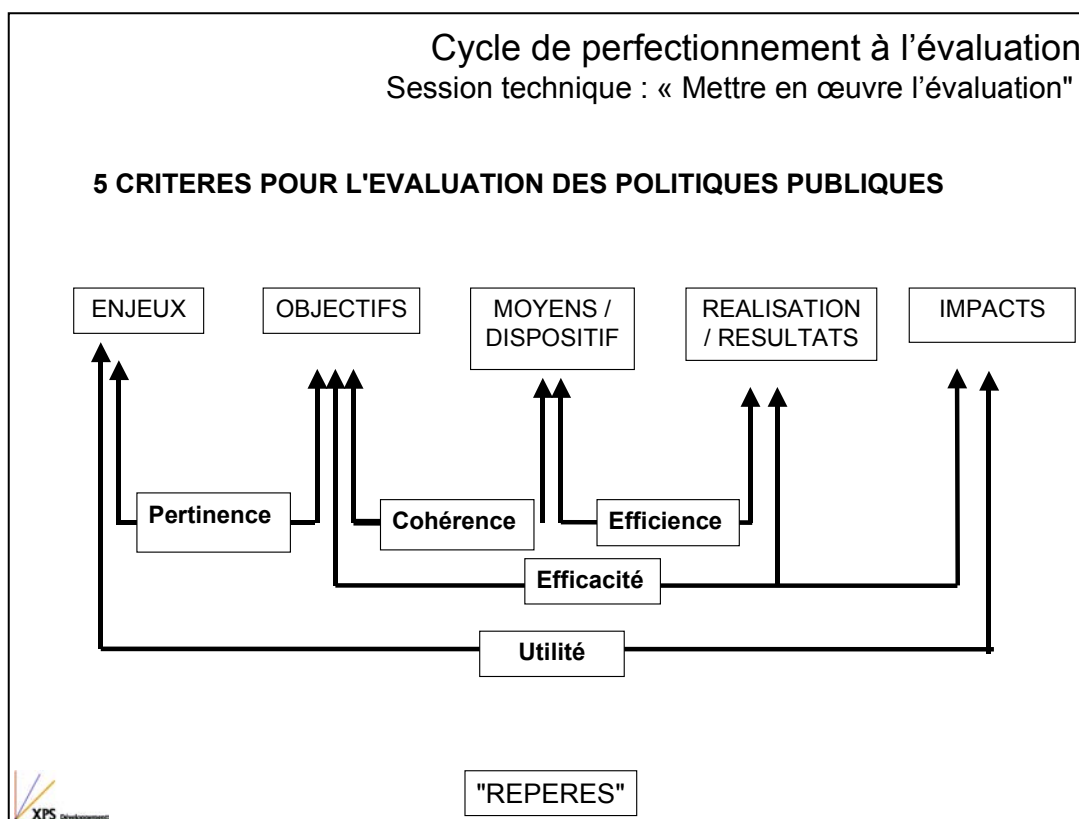 Cycle de perfectionnement à l’évaluation
Session technique : « Mettre en œuvre l’évaluation"
5 CRITERES POUR L'EVALUATION DES POLITIQUES PUBLIQUES
ENJEUX
OBJECTIFS
MOYENS /
DISPOSITIF
REALISATION
/ RESULTATS
IMPACTS
Pertinence
Cohérence
Efficience
Efficacité
Utilité
"REPERES"
XPS Développement